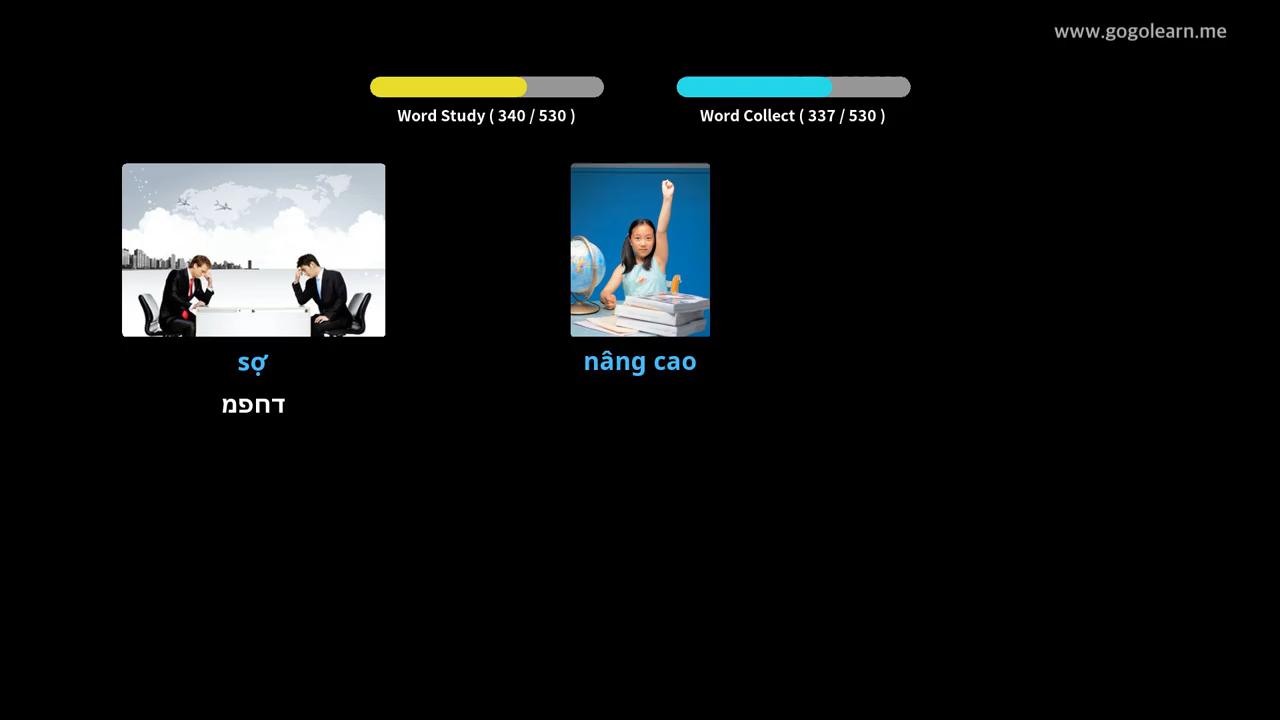 www.gogolearn.me
Word Study ( 340 / 530 )
Word Collect ( 337 / 530 )
sợ
nâng cao
דחפמ